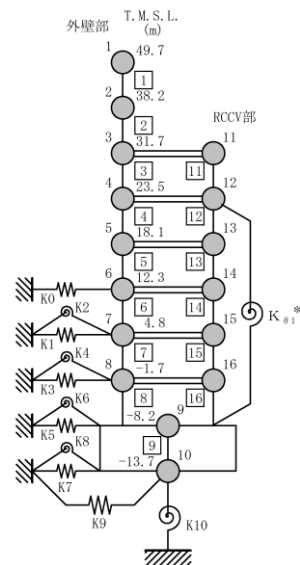 T.M.S.L.
外壁部 (m)
1 49.7
1
2 38.2
2 RCCV部
3 31.7 11
3 11
4 23.5 12
4 12
5 18.1 13
5 13
6 12.3 14
K0 6 14
K2 7 4.8 15
K1 7 15
K4 8 -1.7 16
K3 8 16
K6 -8.2 9
K5 9
K8 -13.7 10
K7
K9
K10
Kθ1*